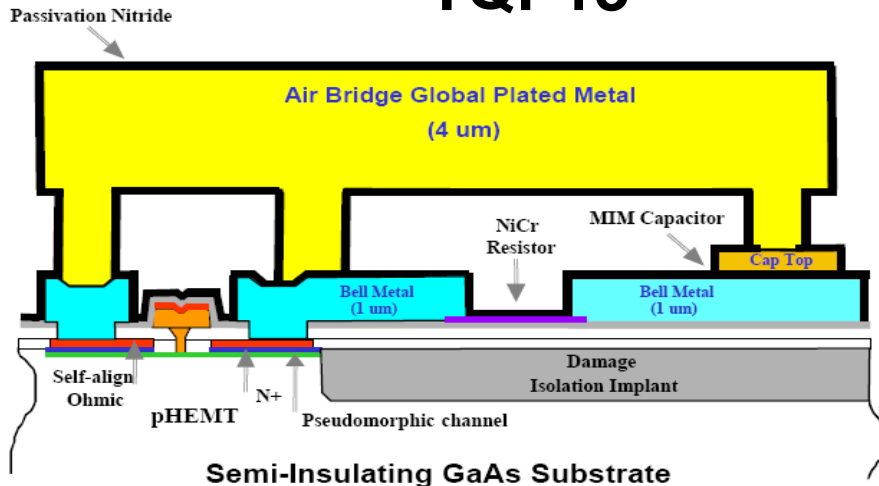 Passivation Nitride
Air Bridge Global Plated Metal
(4 um)
NiCr
Resistor
MIM Capacitor
Cap Top
Bell Metal
(1 um)
Bell Metal
(1 um)
Self-align
Ohmic
pHEMT
N+
Pseudomorphic channel
Damage
Isolation Implant
Semi-Insulating GaAs Substrate